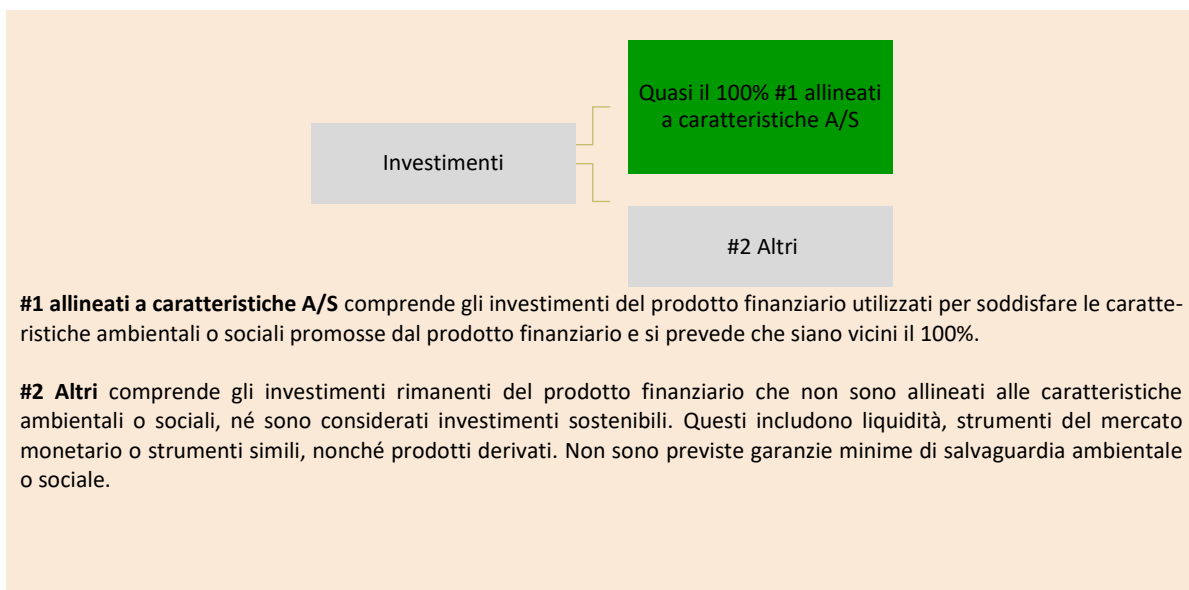 Quasi il 100% #1 allineati
a caratteristiche A/S
Investimenti
#2 Altri
#1 allineati a caratteristiche A/S comprende gli investimenti del prodotto finanziario utilizzati per soddisfare le caratte-
ristiche ambientali o sociali promosse dal prodotto finanziario e si prevede che siano vicini il 100%.
#2 Altri comprende gli investimenti rimanenti del prodotto finanziario che non sono allineati alle caratteristiche
ambientali o sociali, né sono considerati investimenti sostenibili. Questi includono liquidità, strumenti del mercato
monetario o strumenti simili, nonché prodotti derivati. Non sono previste garanzie minime di salvaguardia ambientale
o sociale.